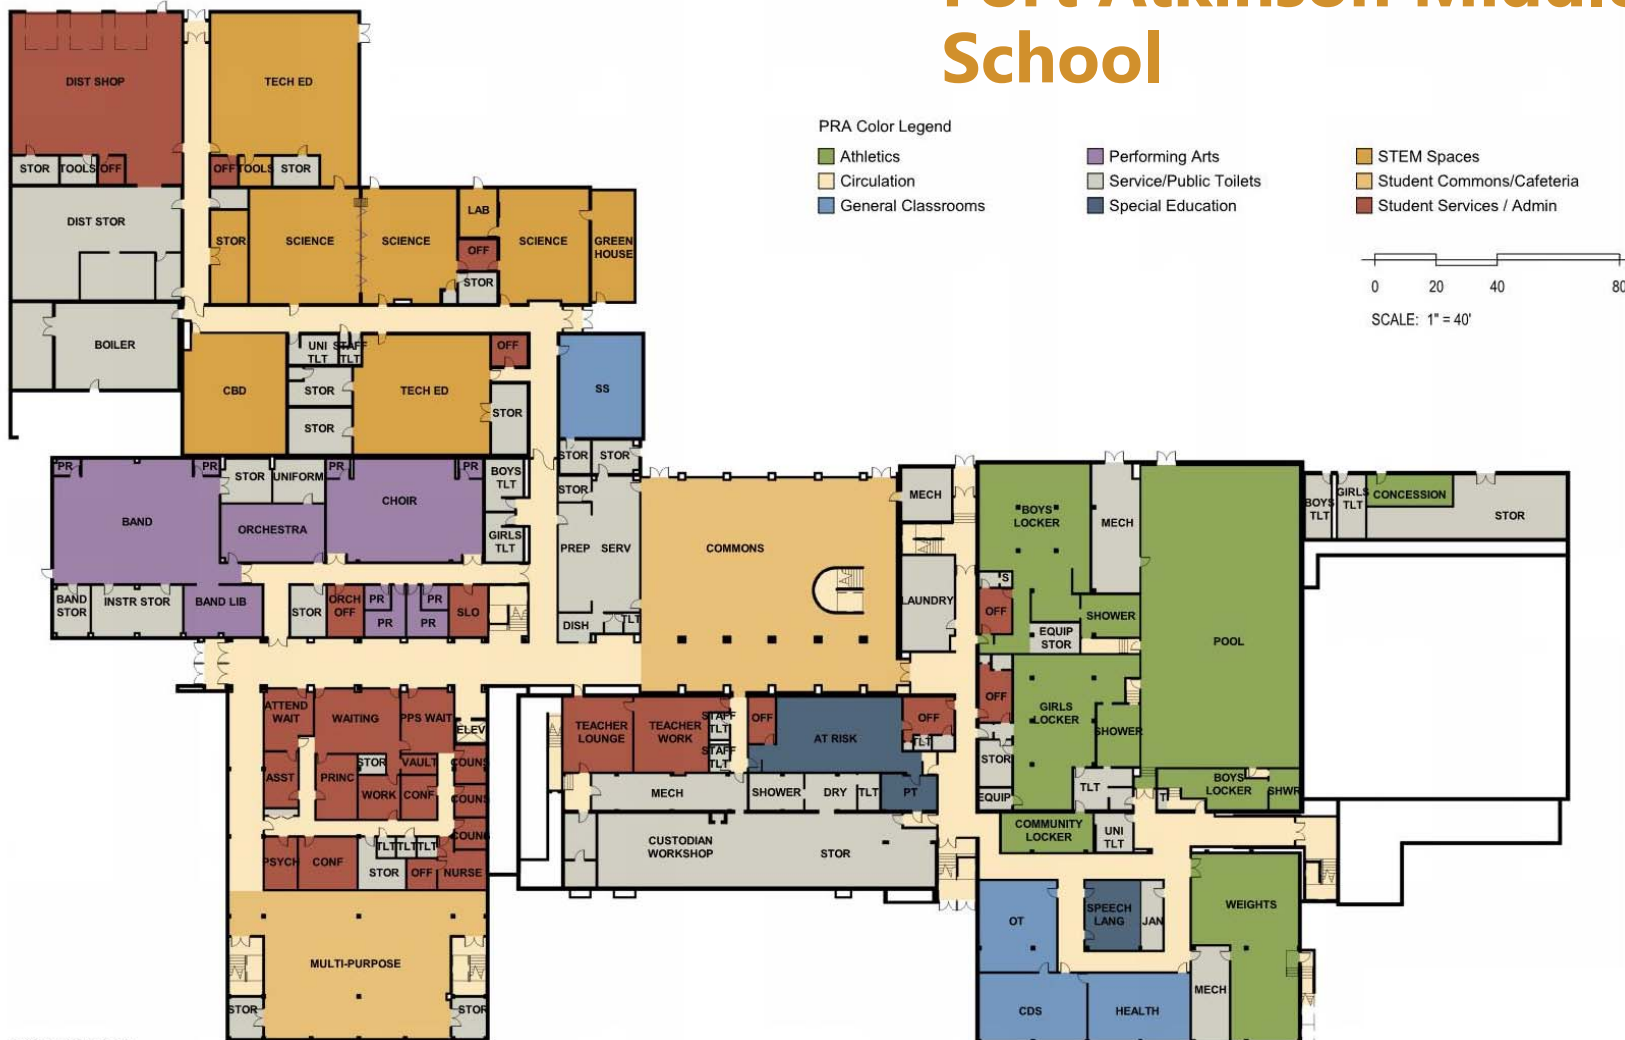 Fort Atkinson Middle
School
PRA Color Legend
Athletics
Circulation
General Classrooms
Performing Arts
Service/Public Toilets
Special Education
STEM Spaces
Student Commons/Cafeteria
Student Services / Admin
0 20 40 80
SCALE: 1" = 40'
DIST SHOP
TECH ED
STOR TOOLS OFF
OFF TOOLS STOR
DIST STOR
STOR
SCIENCE
SCIENCE
LAB
OFF
STOR
SCIENCE
GREEN
HOUSE
BOILER
CBD
UNI
TLT
STAFF
TLT
STOR
STOR
TECH ED
OFF
STOR
SS
STOR STOR
PR
BAND
PR
STOR
UNIFORM
ORCHESTRA
PR
CHOIR
PR
BOYS
TLT
GIRLS
TLT
STOR
PREP
SERV
DISH
TLT
COMMONS
BAND
STOR
INSTR STOR
BAND LIB
STOR
ORCH
OFF
PR
PR
PR
PR
SLO
MECH
LAUNDRY
BOYS
LOCKER
MECH
S
OFF
SHOWER
EQUIP
STOR
POOL
BOYS
TLT
GIRLS
TLT
CONCESSION
STOR
OFF
GIRLS
LOCKER
SHOWER
STOR
EQUIP
TLT
BOYS
LOCKER
SHWR
T
COMMUNITY
LOCKER
UNI
TLT
ATTEND
WAIT
WAITING
PPS WAIT
ELEV
ASST
PRINC
STOR
VAULT
WORK
CONF
COUNS
COUNS
COUNS
PSYCH
CONF
TLT TLT TLT
STOR
OFF
NURSE
MULTI-PURPOSE
STOR
STOR
TEACHER
LOUNGE
TEACHER
WORK
STAFF
TLT
STAFF
TLT
OFF
AT RISK
OFF
TLT
MECH
SHOWER
DRY
TLT
PT
CUSTODIAN
WORKSHOP
STOR
OT
SPEECH
LANG
JAN
WEIGHTS
CDS
HEALTH
MECH